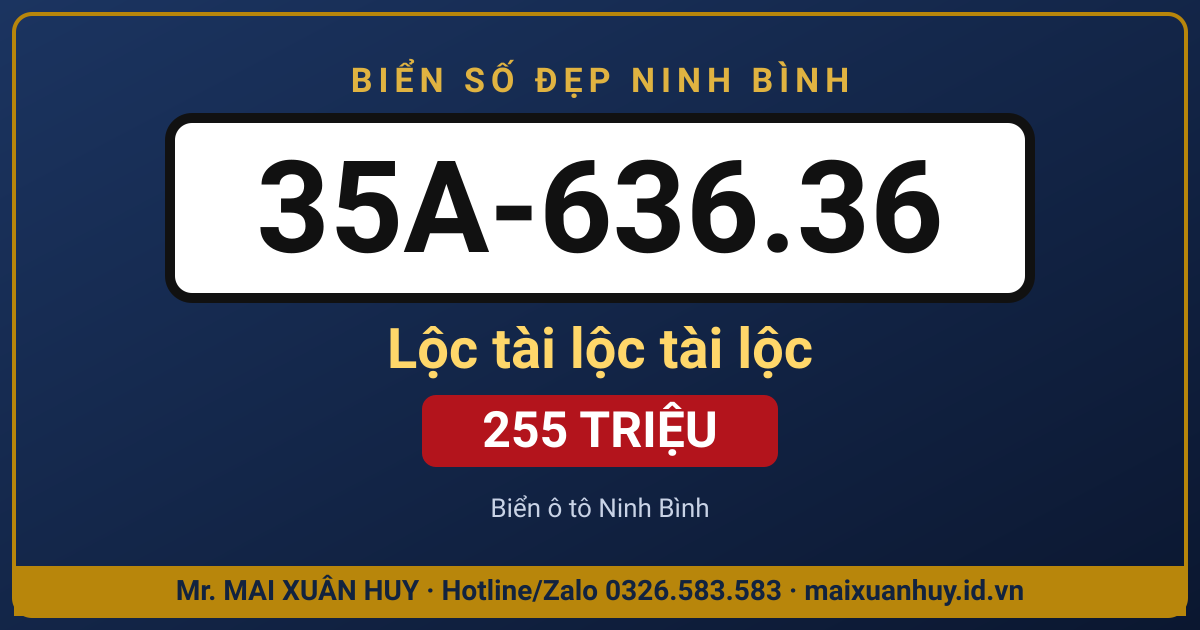 BIỂN SỐ ĐẸP NINH BÌNH
35A-636.36
Lộc tài lộc tài lộc
255 TRIỆU
Biển ô tô Ninh Bình
Mr. MAI XUÂN HUY · Hotline/Zalo 0326.583.583 · maixuanhuy.id.vn